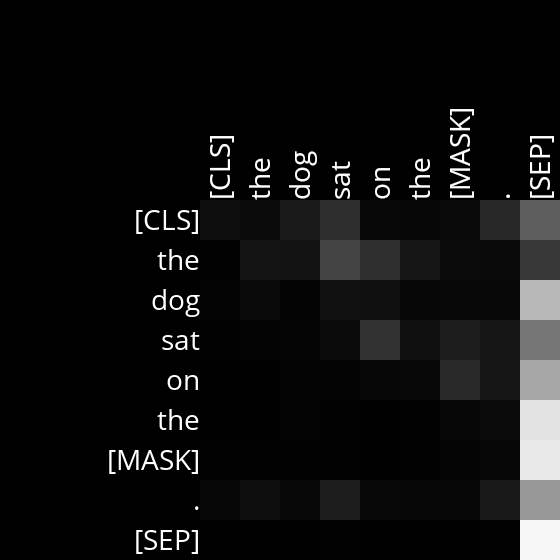 [CLS] the dog sat on the [MASK] . [SEP]
[CLS]
the
dog
sat
on
the
[MASK]
.
[SEP]